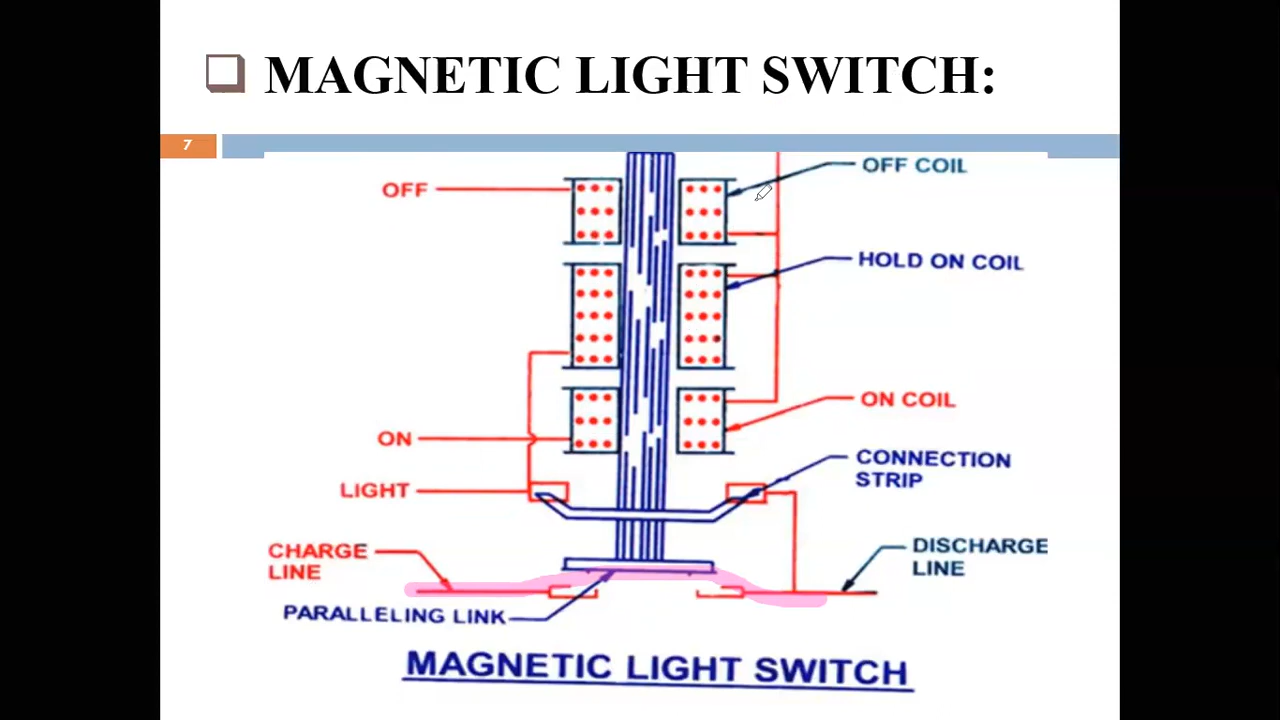 MAGNETIC LIGHT SWITCH:
7
OFF
OFF COIL
HOLD ON COIL
ON COIL
ON
CONNECTION
STRIP
LIGHT
CHARGE
LINE
DISCHARGE
LINE
PARALLELING LINK
MAGNETIC LIGHT SWITCH